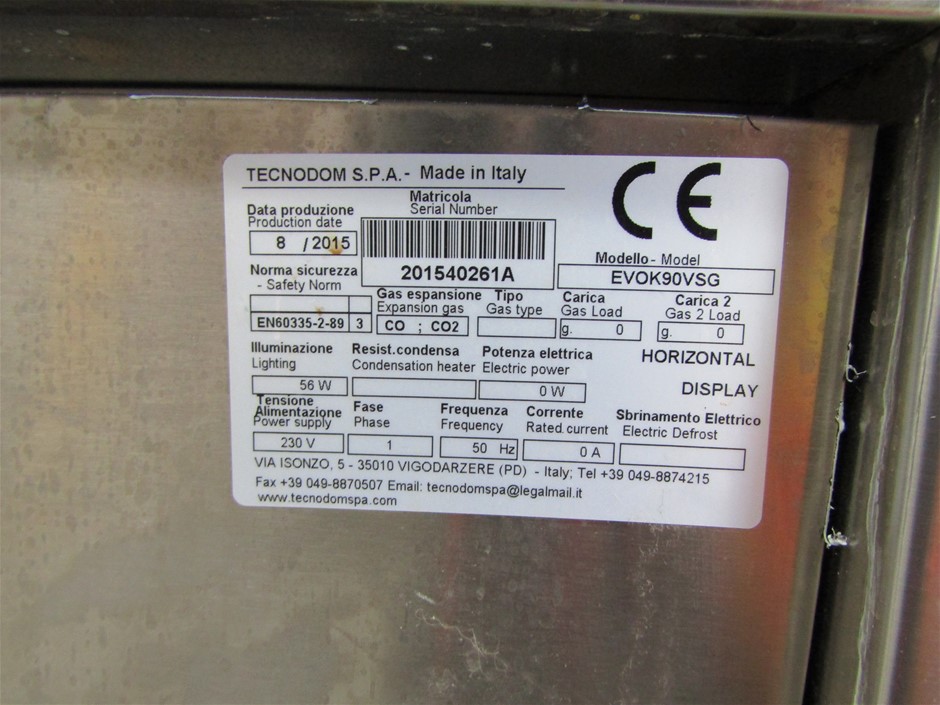 TECNODOM S.P.A.- Made in Italy
CE
Data produzione
Production date
8 / 2015
Matricola
Serial Number
201540261A
Modello- Model
EVOK90VSG
Norma sicurezza
- Safety Norm
EN60335-2-89 3
Gas espansione
Expansion gas
CO ; CO2
Tipo
Gas type
Carica
Gas Load
g. 0
Carica 2
Gas 2 Load
g. 0
Illuminazione
Lighting
56 W
Resist.condensa
Condensation heater
Potenza elettrica
Electric power
0 W
HORIZONTAL
DISPLAY
Tensione
Alimentazione
Power supply
230 V
Fase
Phase
1
Frequenza
Frequency
50 Hz
Corrente
Rated current
0 A
Sbrinamento Elettrico
Electric Defrost
VIA ISONZO, 5 - 35010 VIGODARZERE (PD) - Italy; Tel +39 049-8874215
Fax +39 049-8870507 Email: tecnodomspa@legalmail.it
www.tecnodomspa.com